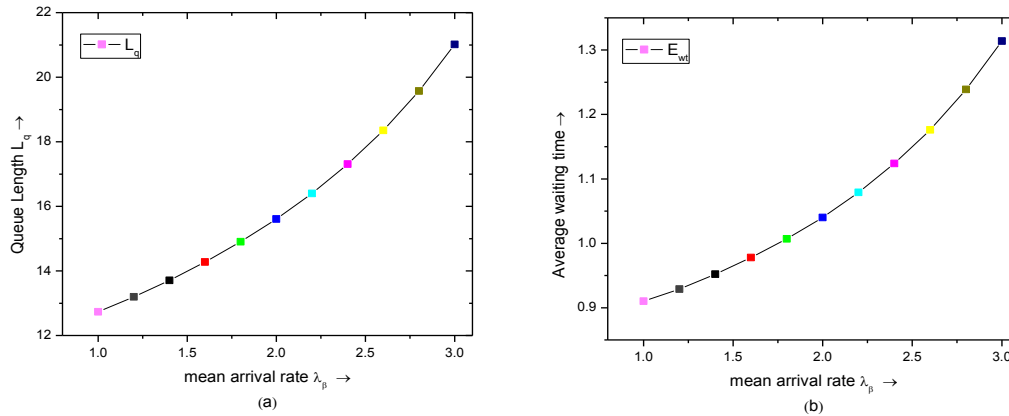 22
20
18
16
14
12
Queue Length L_q →
L_q
1.0 1.5 2.0 2.5 3.0
mean arrival rate λ_β →
(a)
1.3
1.2
1.1
1.0
0.9
Average waiting time →
E_wt
1.0 1.5 2.0 2.5 3.0
mean arrival rate λ_β →
(b)